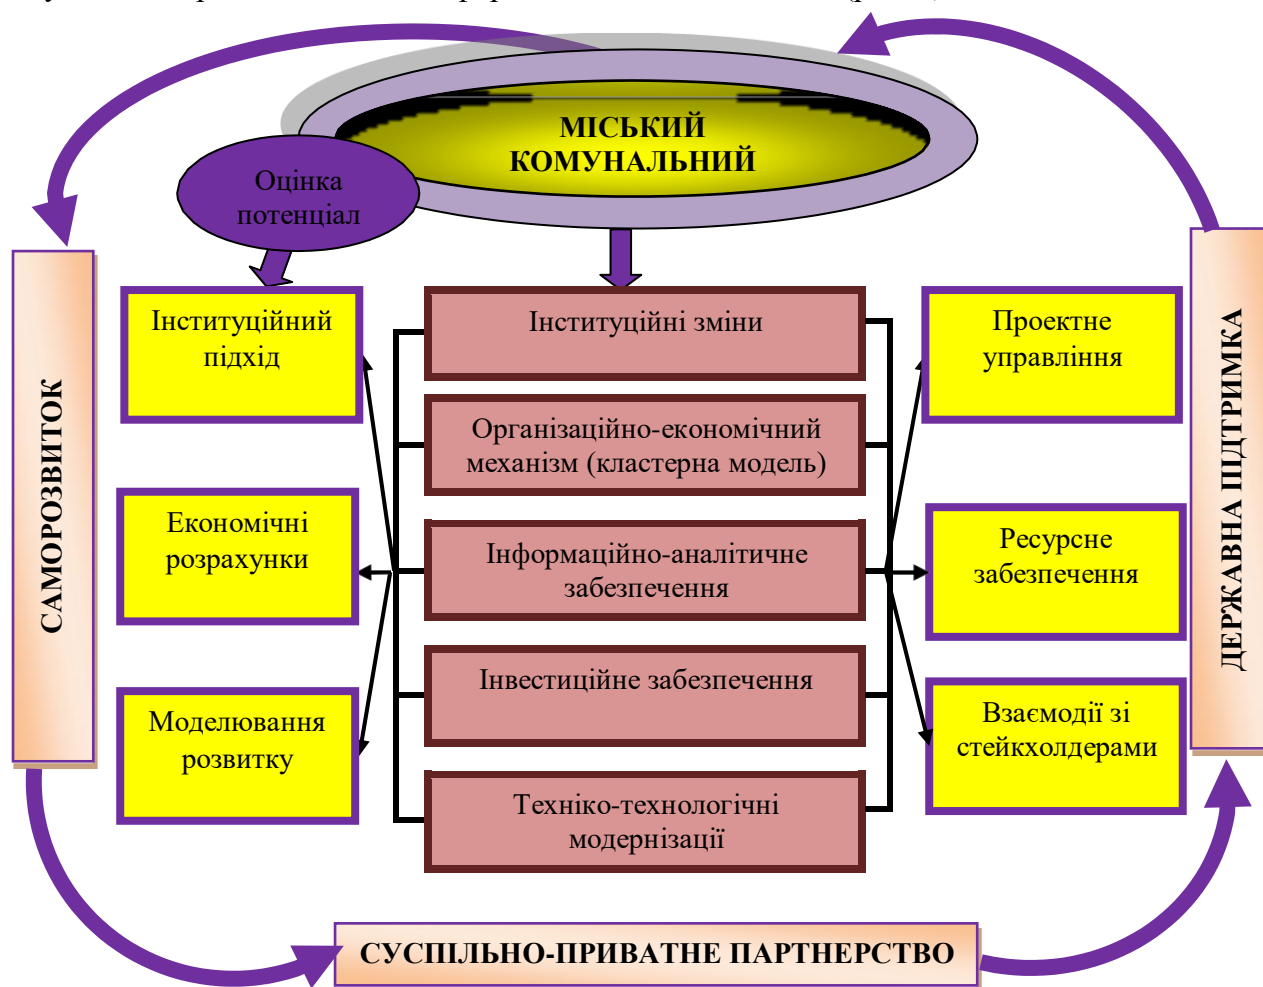 МІСЬКИЙ
КОМУНАЛЬНИЙ
Оцінка
потенціал
САМОРОЗВИТОК
Інституційний
підхід
Економічні
розрахунки
Моделювання
розвитку
Інституційні зміни
Організаційно-економічний
механізм (кластерна модель)
Інформаційно-аналітичне
забезпечення
Інвестиційне забезпечення
Техніко-технологічні
модернізації
Проектне
управління
Ресурсне
забезпечення
Взаємодії зі
стейкхолдерами
ДЕРЖАВНА ПІДТРИМКА
СУСПІЛЬНО-ПРИВАТНЕ ПАРТНЕРСТВО